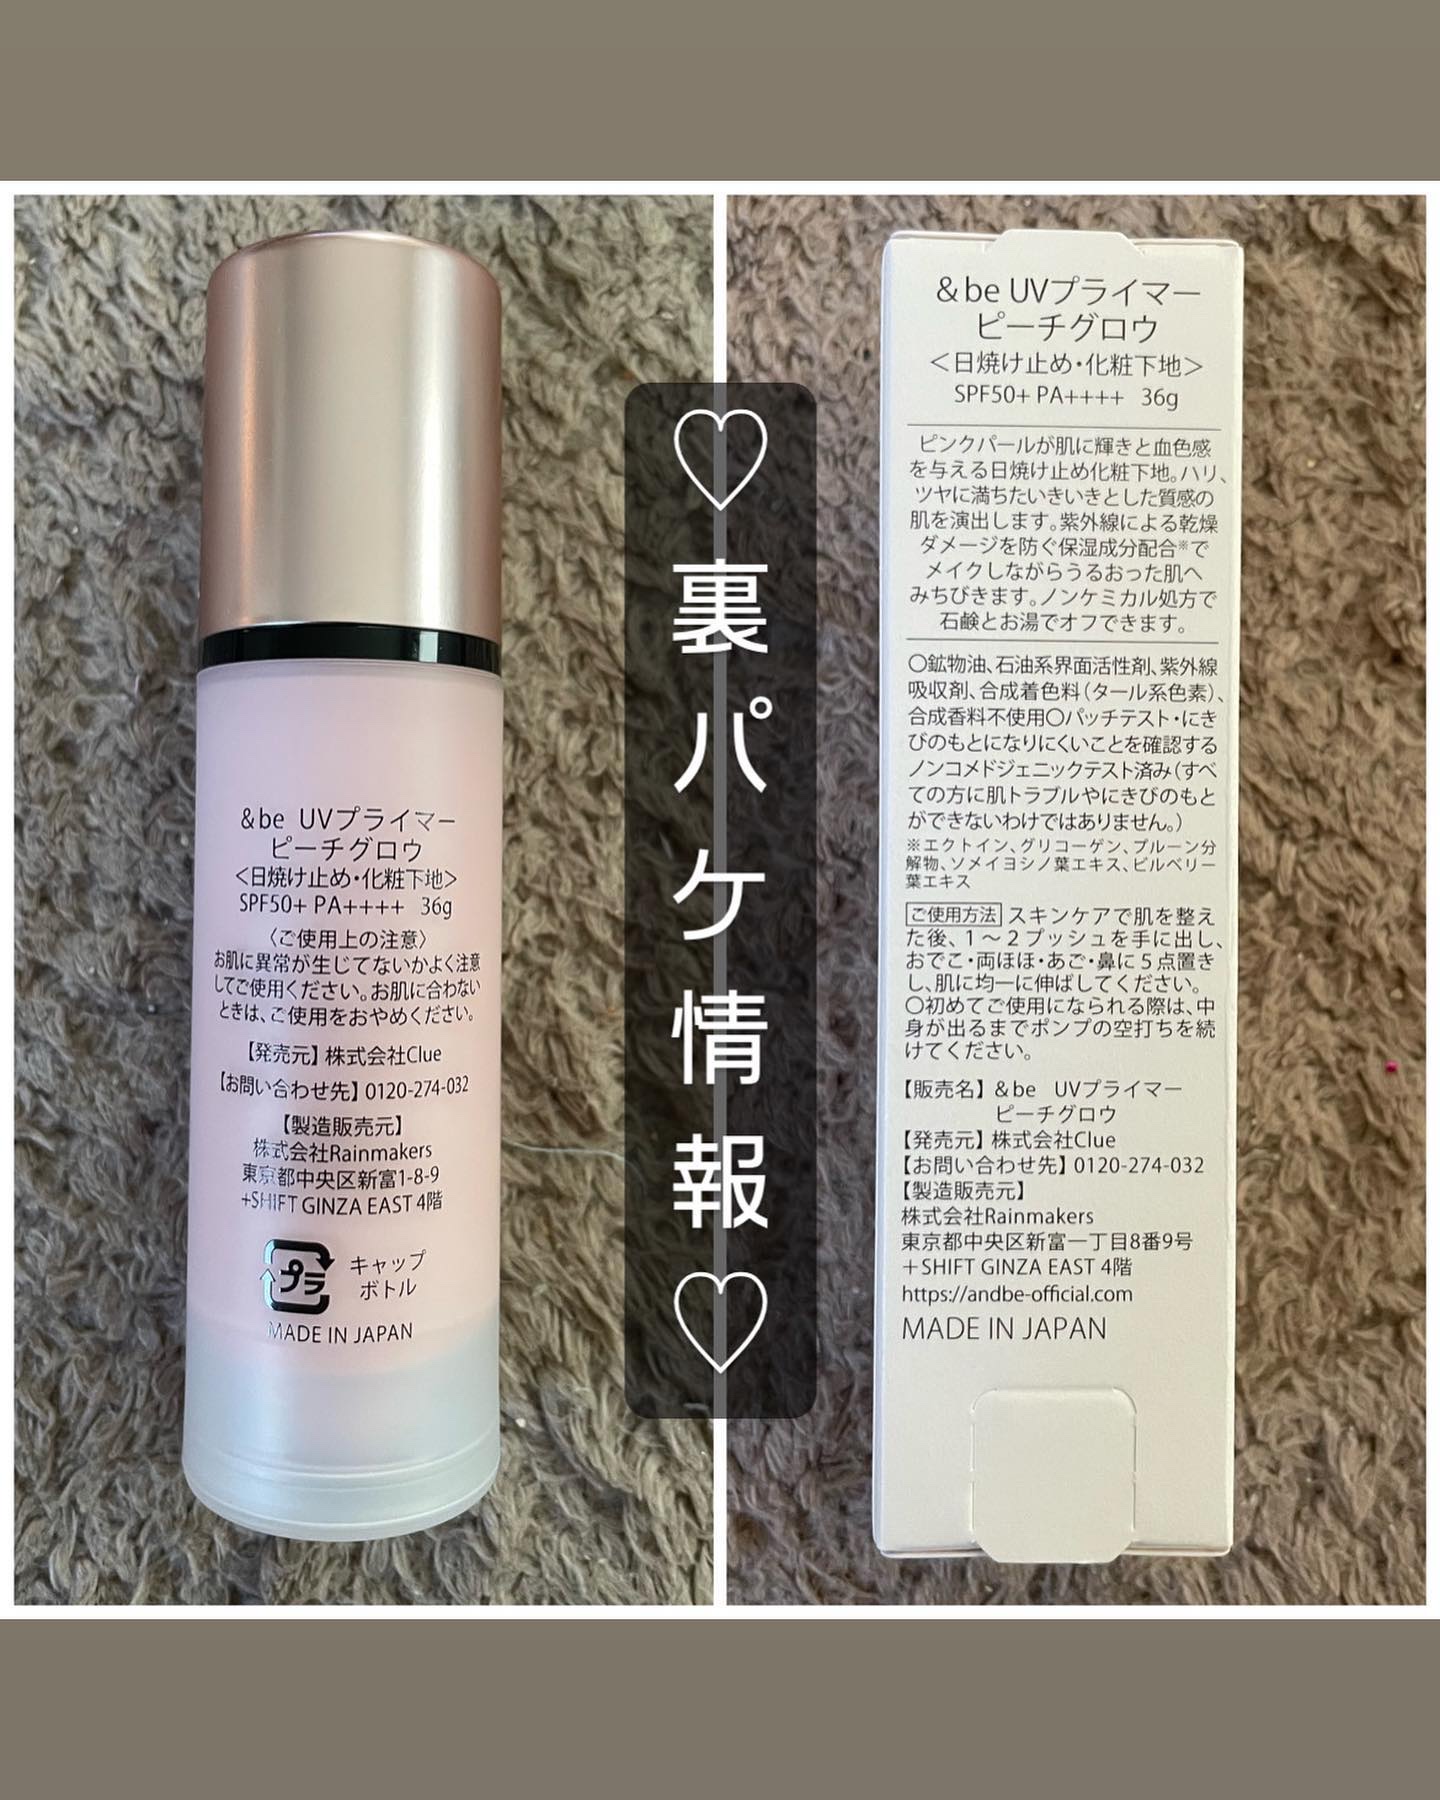 &be UVプライマー
ピーチグロウ
<日焼け止め・化粧下地>
SPF50+ PA++++ 36g
〈ご使用上の注意〉
お肌に異常が生じてないかよく注意
してご使用ください。お肌に合わない
ときは、ご使用をおやめください。
【発売元】株式会社Clue
【お問い合わせ先】0120-274-032
【製造販売元】
株式会社Rainmakers
東京都中央区新富1-8-9
+SHIFT GINZA EAST 4階
プラ
キャップ
ボトル
MADE IN JAPAN
♡裏パケ情報♡
&be UVプライマー
ピーチグロウ
<日焼け止め・化粧下地>
SPF50+ PA++++ 36g
ピンクパールが肌に輝きと血色感
を与える日焼け止め化粧下地。ハリ、
ツヤに満ちたいきいきとした質感の
肌を演出します。紫外線による乾燥
ダメージを防ぐ保湿成分配合※で
メイクしながらうるおった肌へ
みちびきます。ノンケミカル処方で
石鹸とお湯でオフできます。
〇鉱物油、石油系界面活性剤、紫外線
吸収剤、合成着色料(タール系色素)、
合成香料不使用〇パッチテスト・にき
びのもとになりにくいことを確認する
ノンコメドジェニックテスト済み(すべ
ての方に肌トラブルやにきびのもと
ができないわけではありません。)
※エクトイン、グリコーゲン、プルーン分
解物、ソメイヨシノ葉エキス、ビルベリー
葉エキス
ご使用方法 スキンケアで肌を整え
た後、1～2プッシュを手に出し、
おでこ・両ほほ・あご・鼻に5点置き
し、肌に均一に伸ばしてください。
〇初めてご使用になられる際は、中
身が出るまでポンプの空打ちを続
けてください。
【販売名】&be UVプライマー
ピーチグロウ
【発売元】株式会社Clue
【お問い合わせ先】0120-274-032
【製造販売元】
株式会社Rainmakers
東京都中央区新富一丁目8番9号
＋SHIFT GINZA EAST 4階
https://andbe-official.com
MADE IN JAPAN